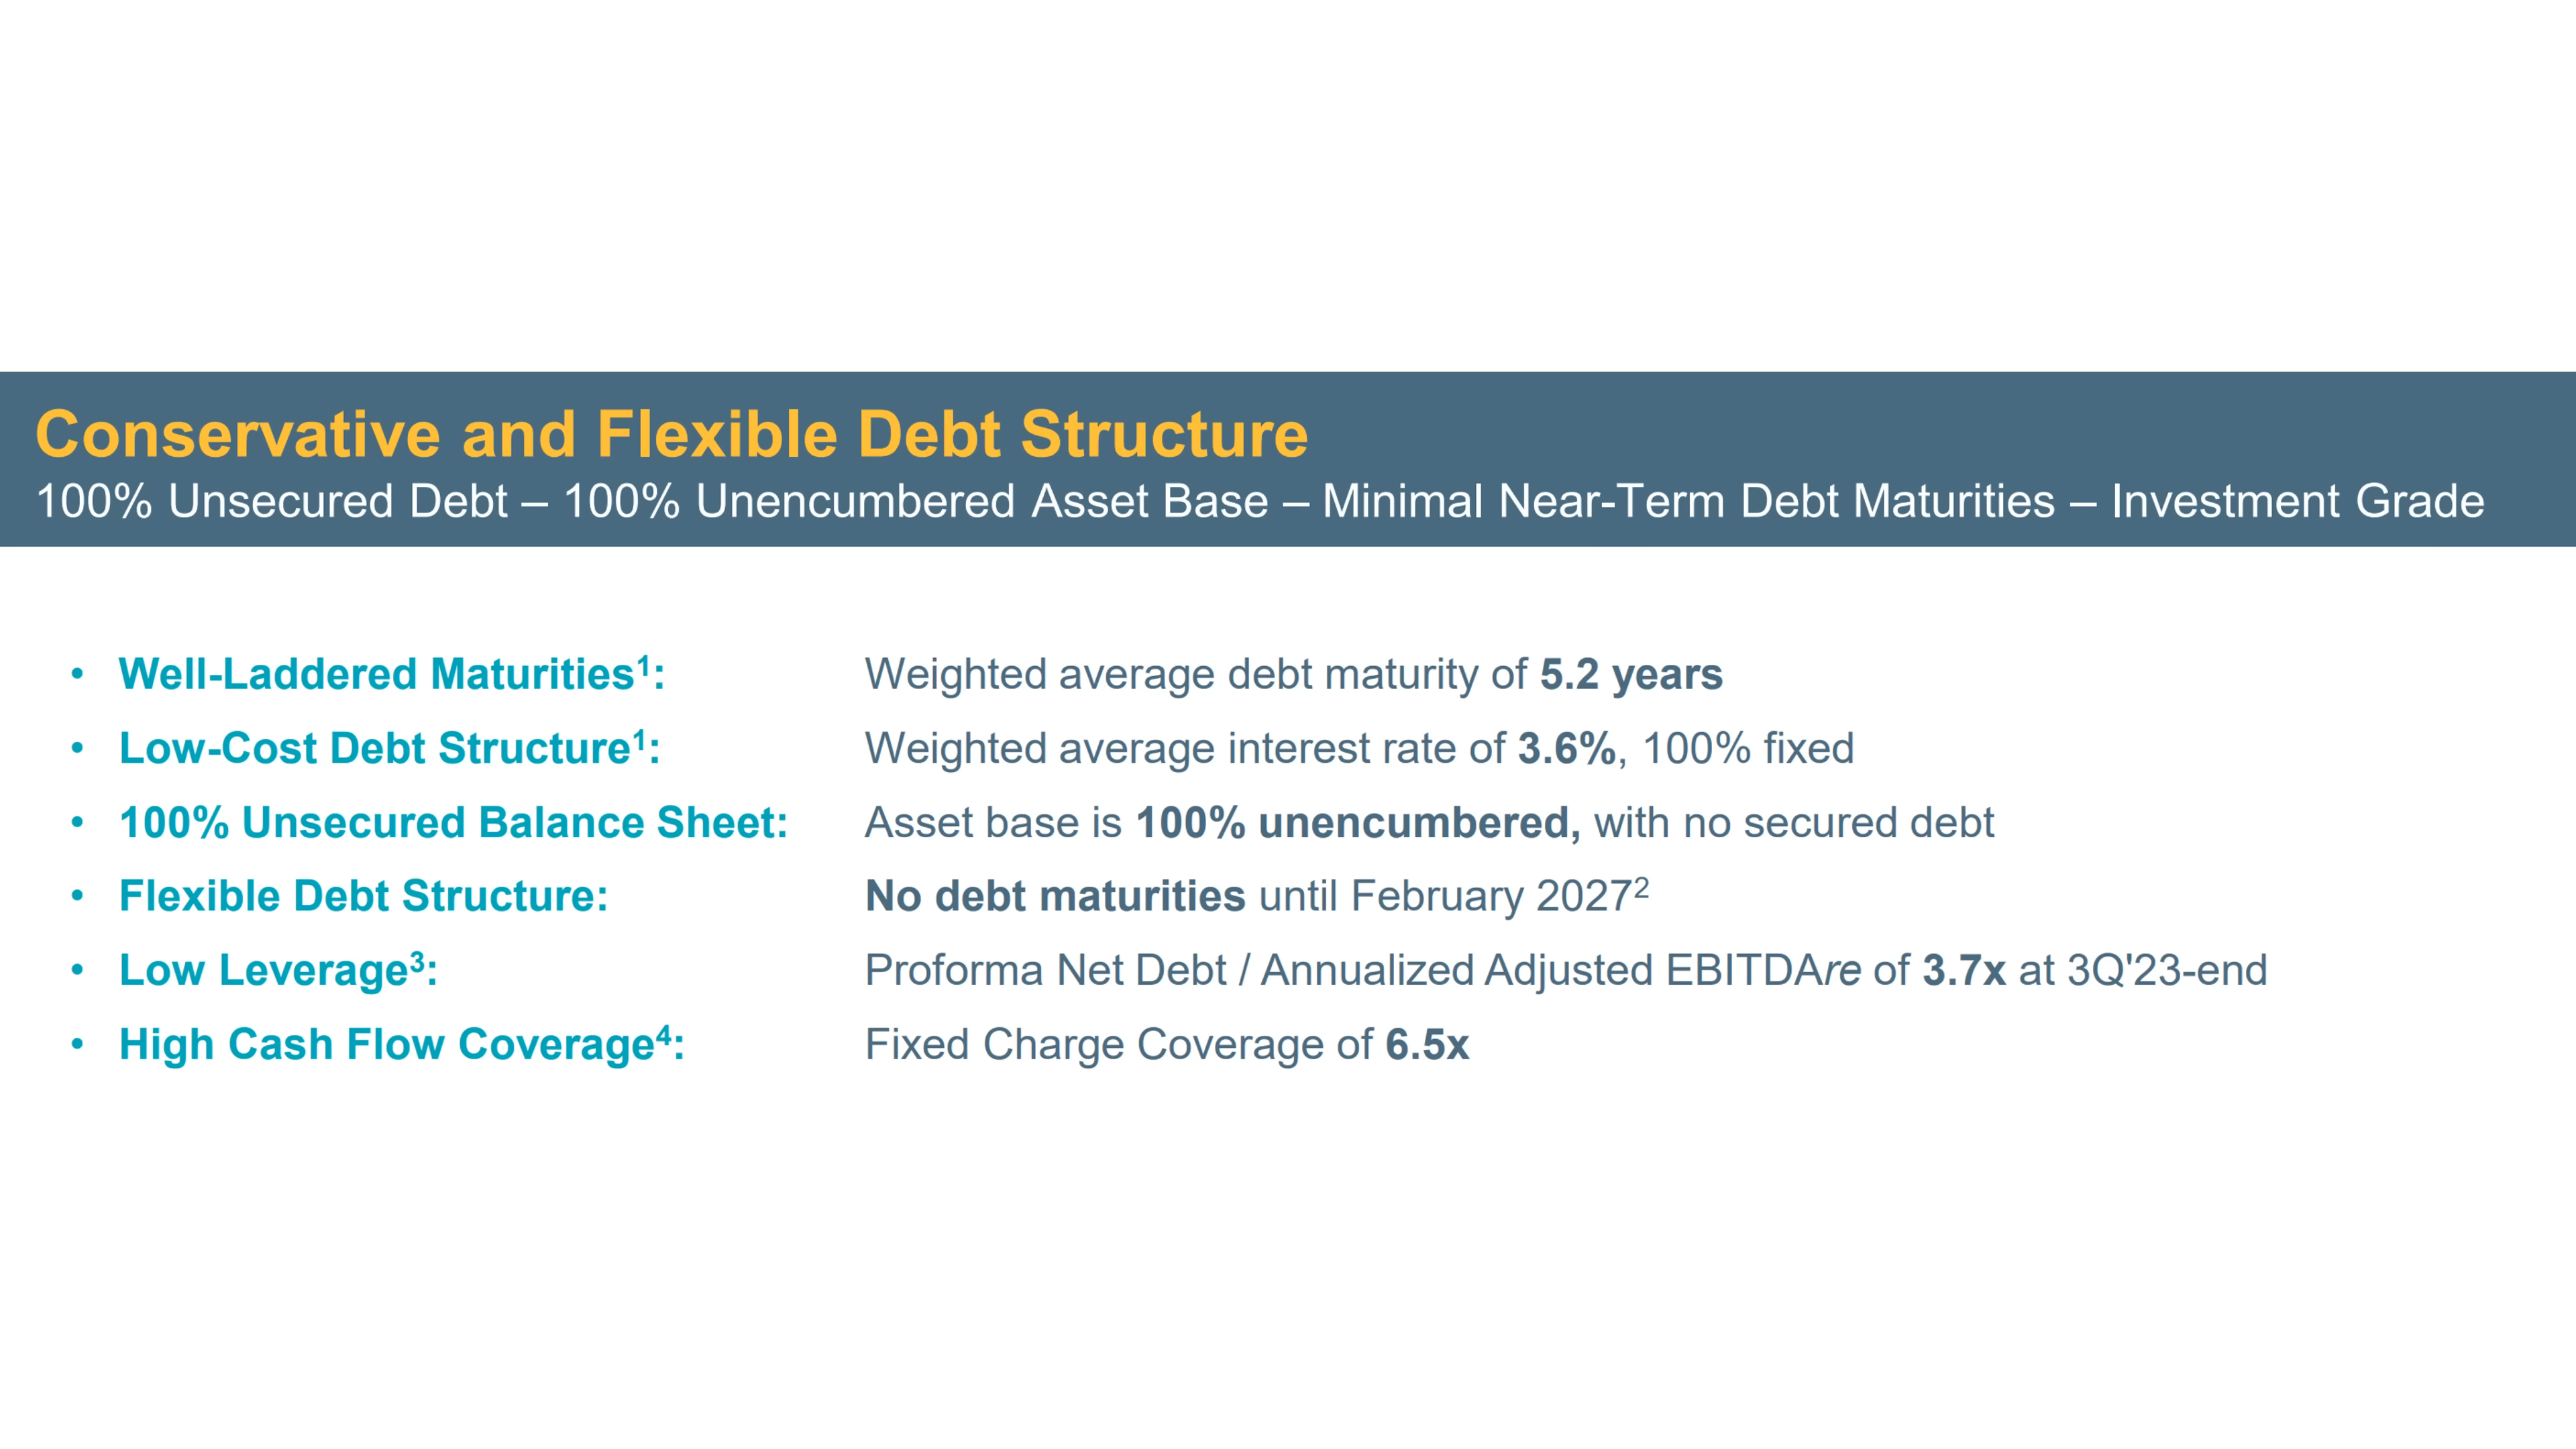 Conservative and Flexible Debt Structure
100% Unsecured Debt – 100% Unencumbered Asset Base – Minimal Near-Term Debt Maturities – Investment Grade
• Well-Laddered Maturities¹: Weighted average debt maturity of 5.2 years
• Low-Cost Debt Structure¹: Weighted average interest rate of 3.6%, 100% fixed
• 100% Unsecured Balance Sheet: Asset base is 100% unencumbered, with no secured debt
• Flexible Debt Structure: No debt maturities until February 2027²
• Low Leverage³: Proforma Net Debt / Annualized Adjusted EBITDAre of 3.7x at 3Q'23-end
• High Cash Flow Coverage⁴: Fixed Charge Coverage of 6.5x